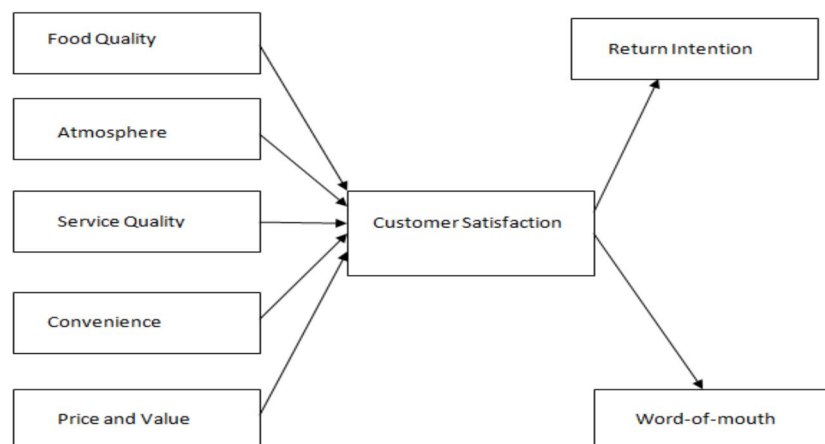 Food Quality
Return Intention
Atmosphere
Service Quality
Customer Satisfaction
Convenience
Price and Value
Word-of-mouth